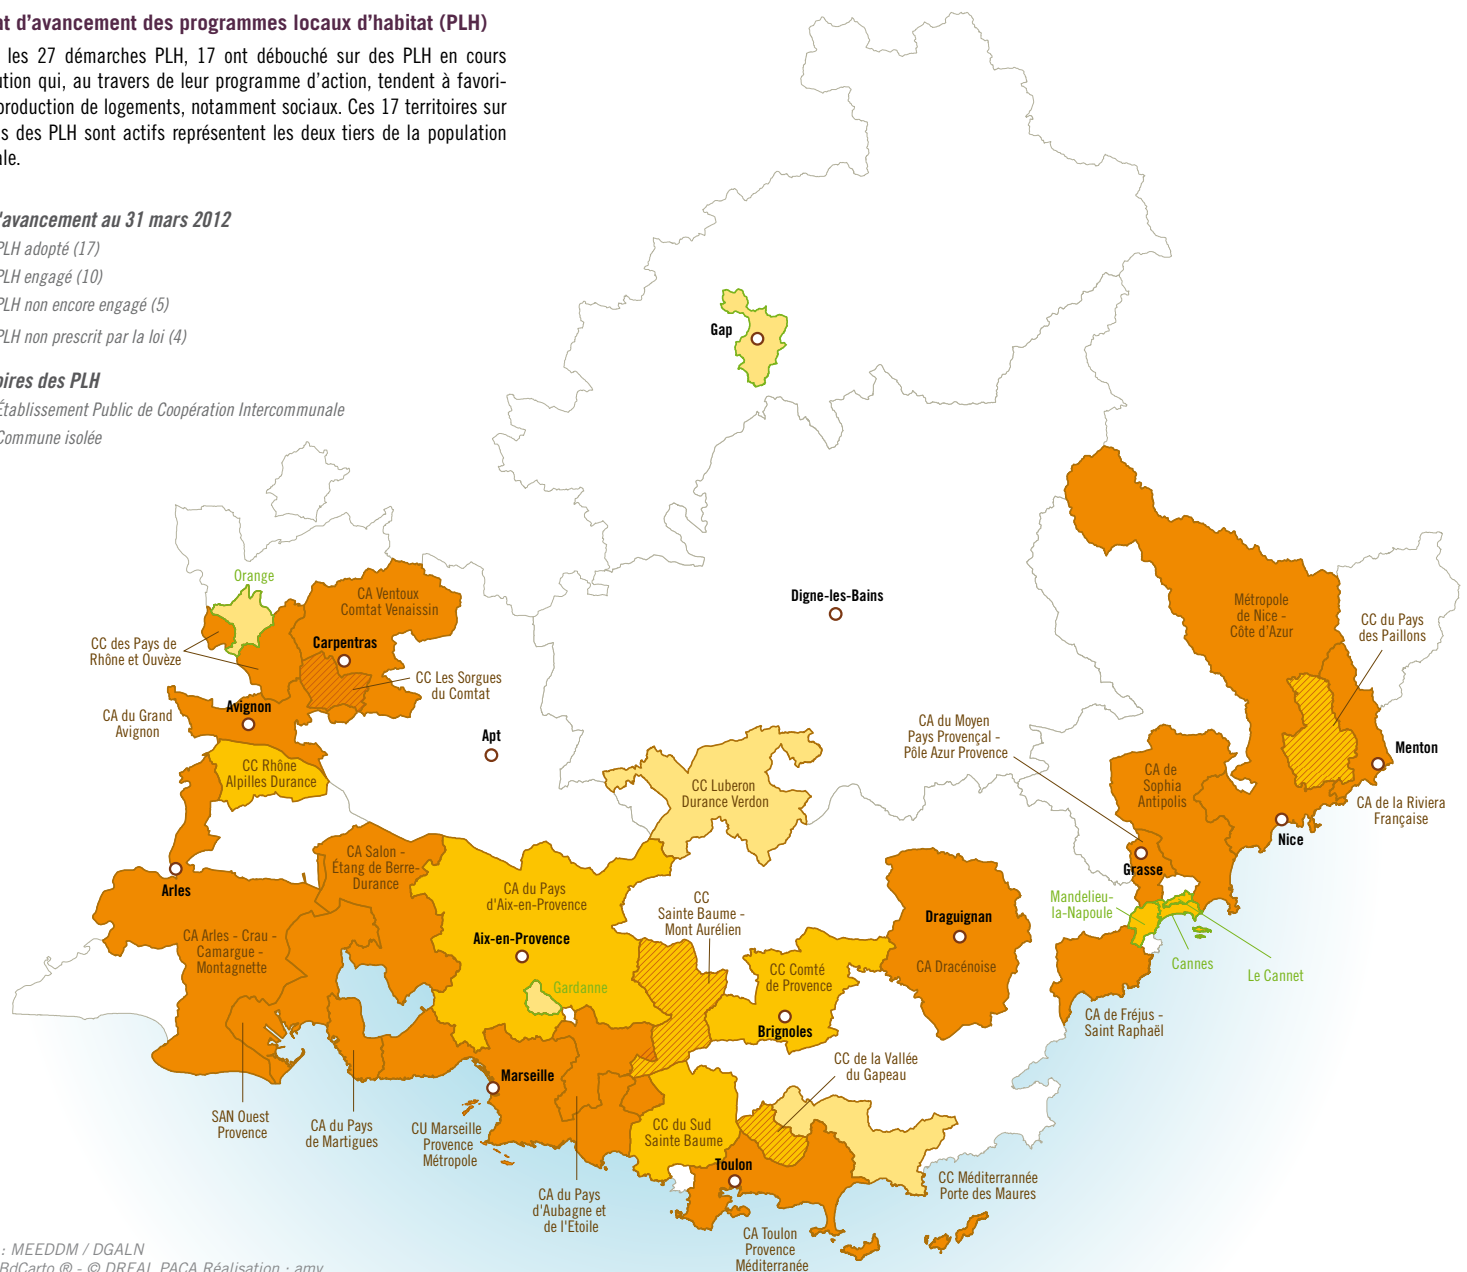 t d’avancement des programmes locaux d’habitat (PLH)
les 27 démarches PLH, 17 ont débouché sur des PLH en cours
ution qui, au travers de leur programme d’action, tendent à favori-
production de logements, notamment sociaux. Ces 17 territoires sur
s des PLH sont actifs représentent les deux tiers de la population
ale.
'avancement au 31 mars 2012
PLH adopté (17)
PLH engagé (10)
PLH non encore engagé (5)
PLH non prescrit par la loi (4)
oires des PLH
Établissement Public de Coopération Intercommunale
Commune isolée
Gap
Orange
CA Ventoux
Comtat Venaissin
CC des Pays de
Rhône et Ouvèze
Carpentras
CC Les Sorgues
du Comtat
CA du Grand
Avignon
Avignon
Apt
Digne-les-Bains
CC Rhône
Alpilles Durance
CC Luberon
Durance Verdon
Métropole
de Nice -
Côte d'Azur
CC du Pays
des Paillons
CA du Moyen
Pays Provençal -
Pôle Azur Provence
CA de
Sophia
Antipolis
Menton
CA de la Riviera
Française
Nice
Grasse
Arles
CA Salon -
Étang de Berre-
Durance
CA du Pays
d'Aix-en-Provence
Aix-en-Provence
CC
Sainte Baume -
Mont Aurélien
Mandelieu-
la-Napoule
Cannes
Le Cannet
Draguignan
CA Dracénoise
CA Arles - Crau -
Camargue -
Montagnette
Gardanne
CC Comté
de Provence
Brignoles
CA de Fréjus -
Saint Raphaël
Marseille
CC de la Vallée
du Gapeau
SAN Ouest
Provence
CA du Pays
de Martigues
CU Marseille
Provence
Métropole
CC du Sud
Sainte Baume
Toulon
CA du Pays
d'Aubagne et
de l'Etoile
CC Méditerrannée
Porte des Maures
CA Toulon
Provence
Méditerranée
: MEEDDM / DGALN
BdCarto ® - © DREAL PACA Réalisation : amy